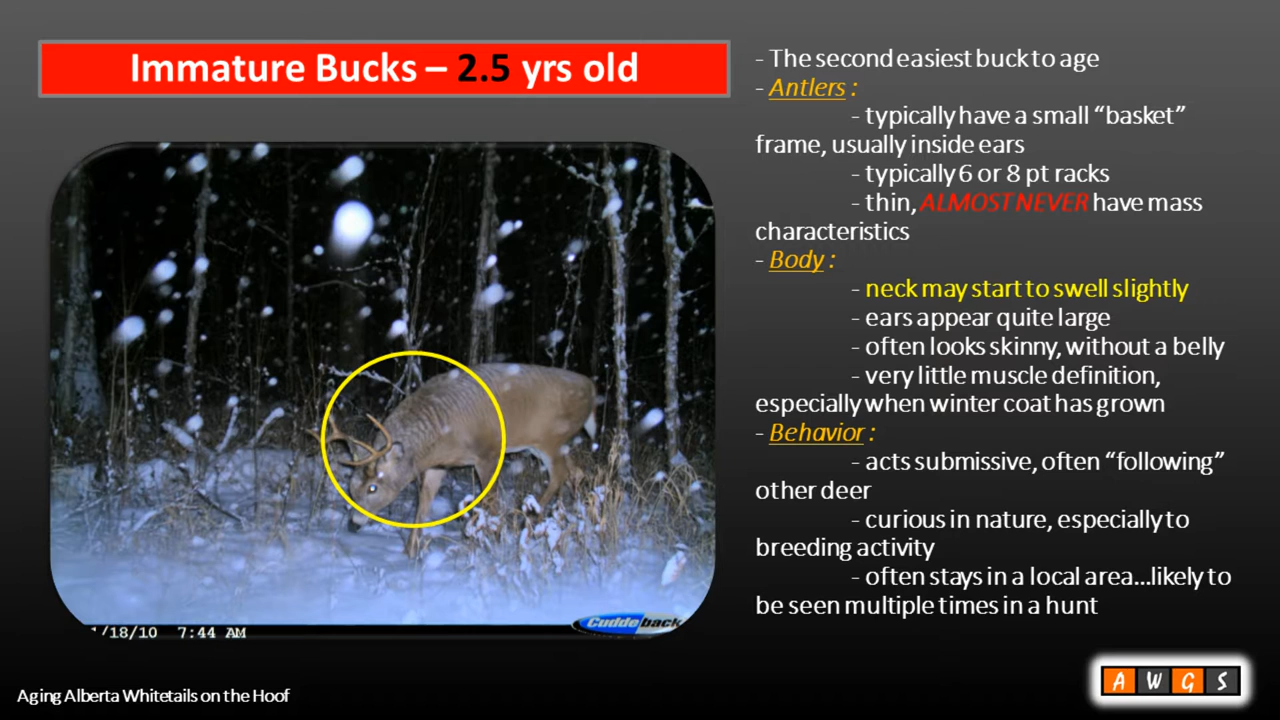 Immature Bucks – 2.5 yrs old
- The second easiest buck to age
- Antlers :
- typically have a small “basket”
frame, usually inside ears
- typically 6 or 8 pt racks
- thin, ALMOST NEVER have mass
characteristics
- Body :
- neck may start to swell slightly
- ears appear quite large
- often looks skinny, without a belly
- very little muscle definition,
especially when winter coat has grown
- Behavior :
- acts submissive, often “following”
other deer
- curious in nature, especially to
breeding activity
- often stays in a local area...likely to
be seen multiple times in a hunt
/18/10 7:44 AM
Cuddeback
Aging Alberta Whitetails on the Hoof
A W G S